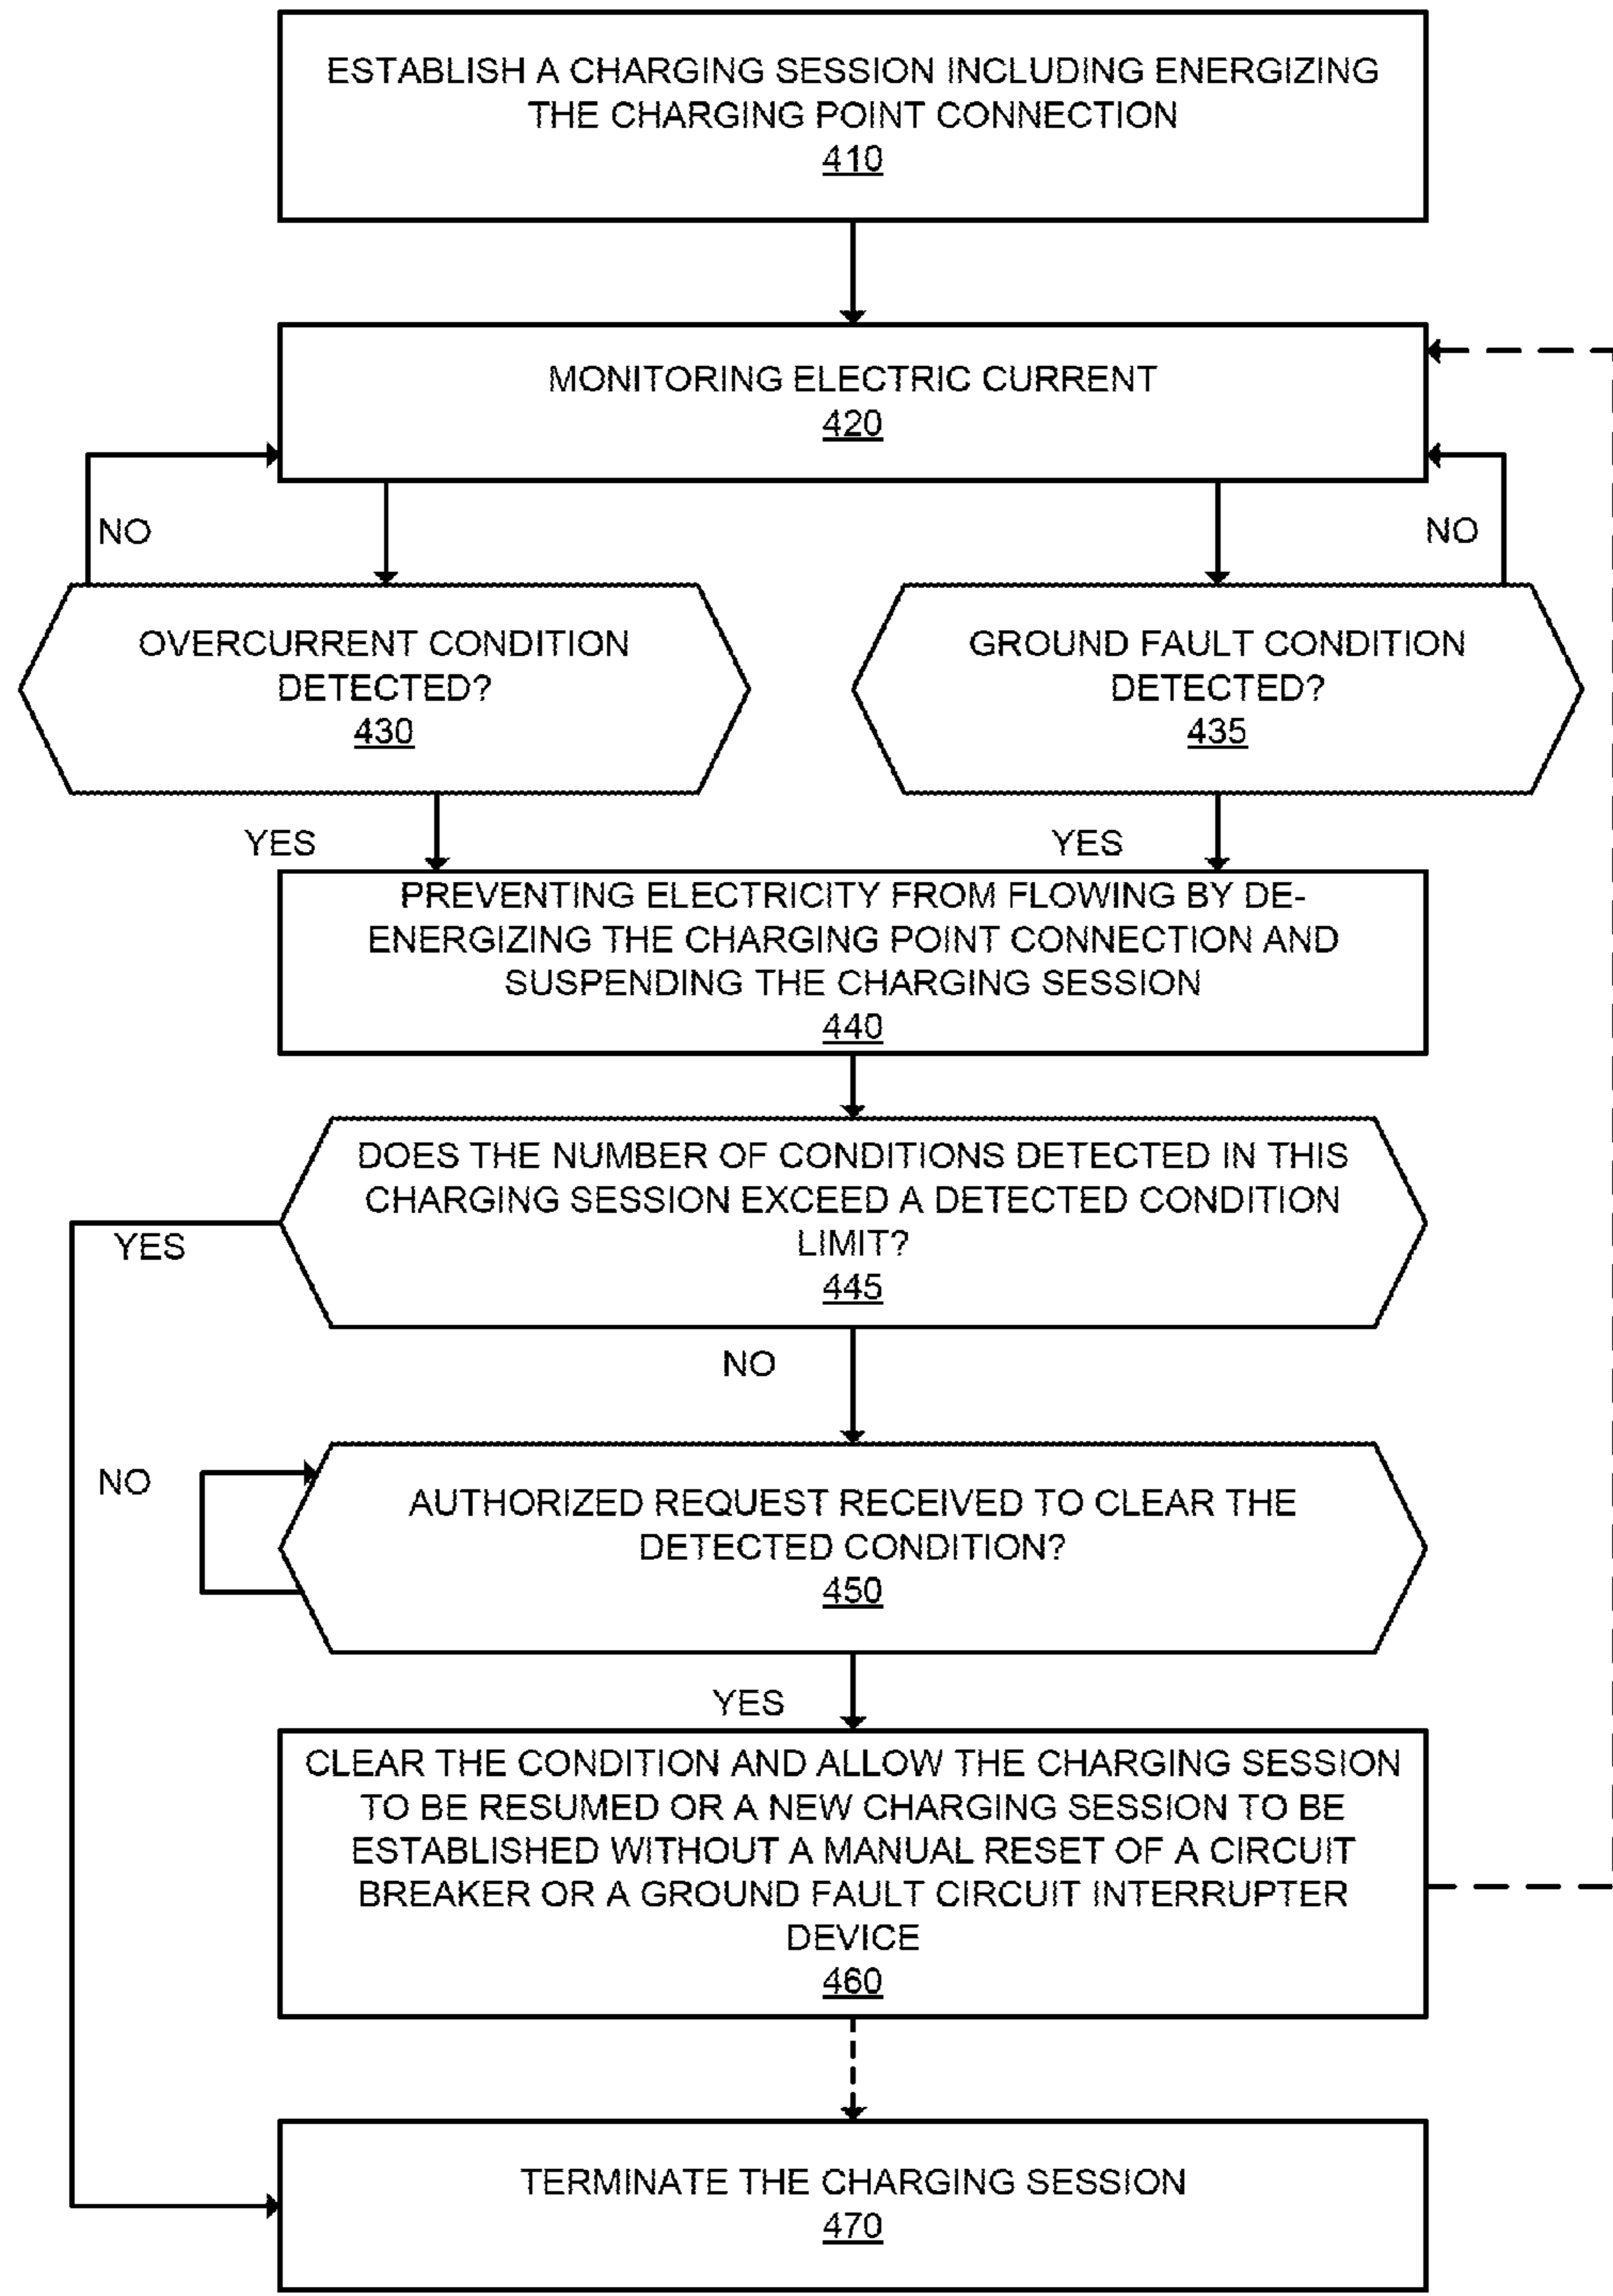 ESTABLISH A CHARGING SESSION INCLUDING ENERGIZING
THE CHARGING POINT CONNECTION
410
MONITORING ELECTRIC CURRENT
420
NO
NO
OVERCURRENT CONDITION
DETECTED?
430
GROUND FAULT CONDITION
DETECTED?
435
YES
YES
PREVENTING ELECTRICITY FROM FLOWING BY DE-
ENERGIZING THE CHARGING POINT CONNECTION AND
SUSPENDING THE CHARGING SESSION
440
DOES THE NUMBER OF CONDITIONS DETECTED IN THIS
CHARGING SESSION EXCEED A DETECTED CONDITION
LIMIT?
445
YES
NO
NO
AUTHORIZED REQUEST RECEIVED TO CLEAR THE
DETECTED CONDITION?
450
YES
CLEAR THE CONDITION AND ALLOW THE CHARGING SESSION
TO BE RESUMED OR A NEW CHARGING SESSION TO BE
ESTABLISHED WITHOUT A MANUAL RESET OF A CIRCUIT
BREAKER OR A GROUND FAULT CIRCUIT INTERRUPTER
DEVICE
460
TERMINATE THE CHARGING SESSION
470